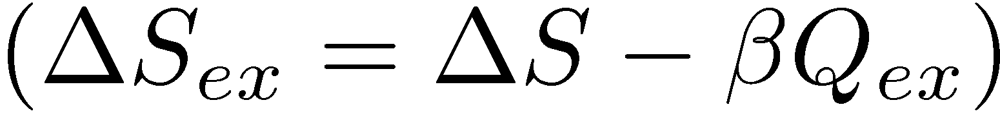 (ΔS_{ex} = ΔS − βQ_{ex})